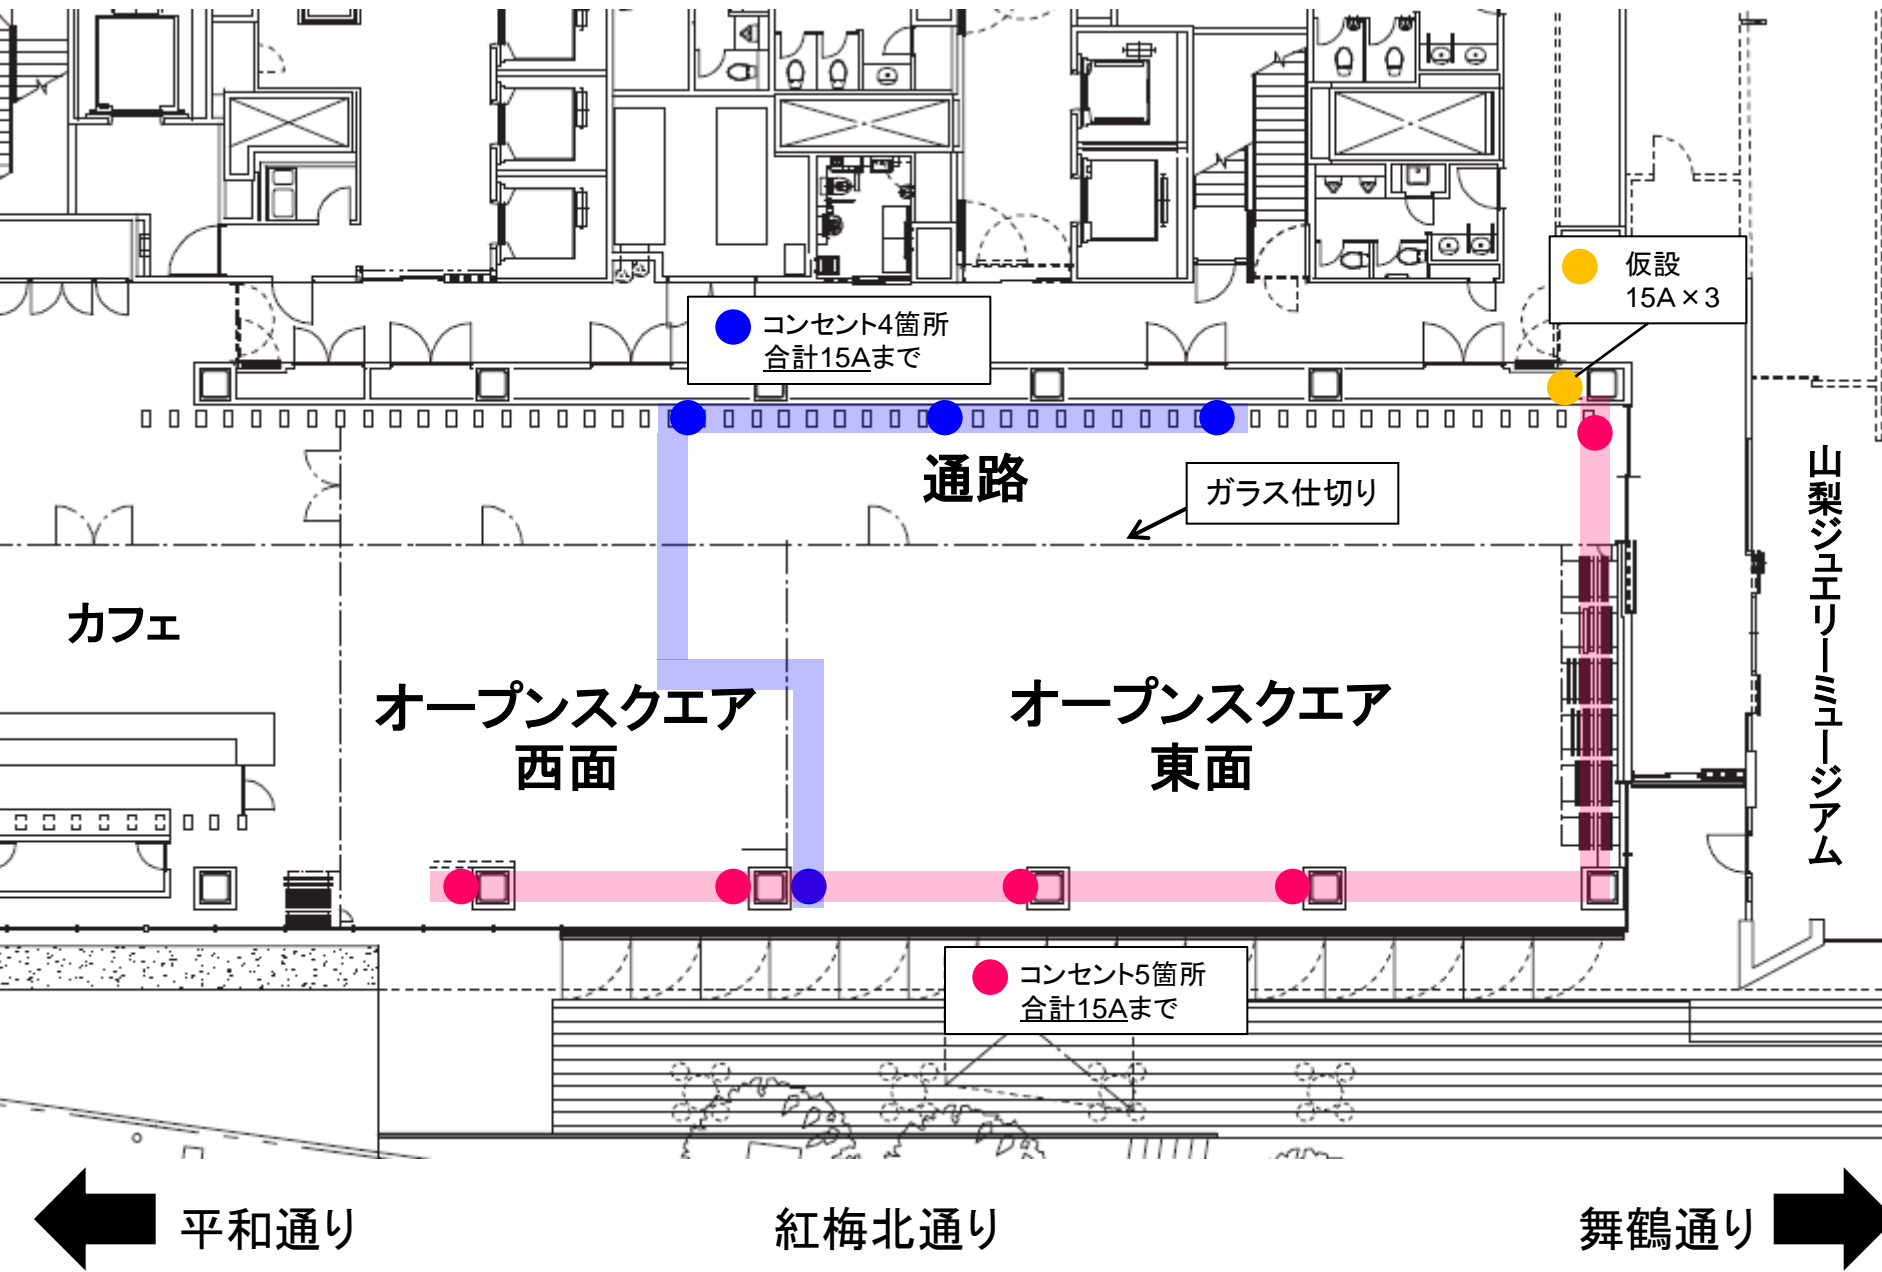 仮設
15A×3
コンセント4箇所
合計15Aまで
通路
ガラス仕切り
山梨ジュエリーミュージアム
カフェ
オープンスクエア
西面
オープンスクエア
東面
コンセント5箇所
合計15Aまで
平和通り
紅梅北通り
舞鶴通り